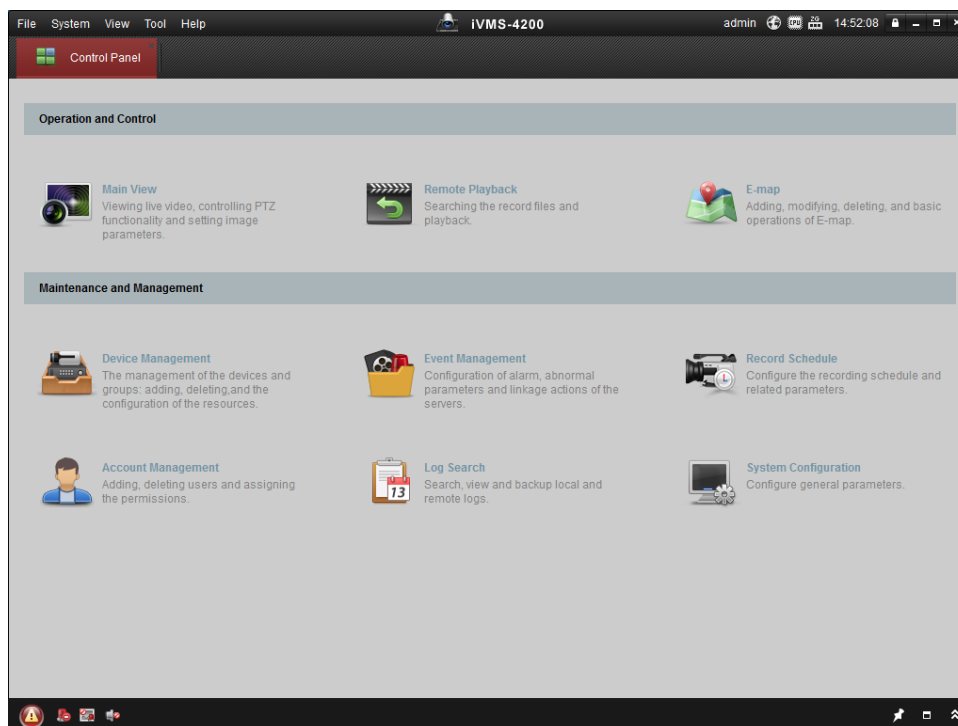 File System View Tool Help iVMS-4200 admin CPU 2G 14:52:08
Control Panel
Operation and Control
Main View
Viewing live video, controlling PTZ
functionality and setting image
parameters.
Remote Playback
Searching the record files and
playback.
E-map
Adding, modifying, deleting, and basic
operations of E-map.
Maintenance and Management
Device Management
The management of the devices and
groups: adding, deleting,and the
configuration of the resources.
Event Management
Configuration of alarm, abnormal
parameters and linkage actions of the
servers.
Record Schedule
Configure the recording schedule and
related parameters.
Account Management
Adding, deleting users and assigning
the permissions.
13
Log Search
Search, view and backup local and
remote logs.
System Configuration
Configure general parameters.